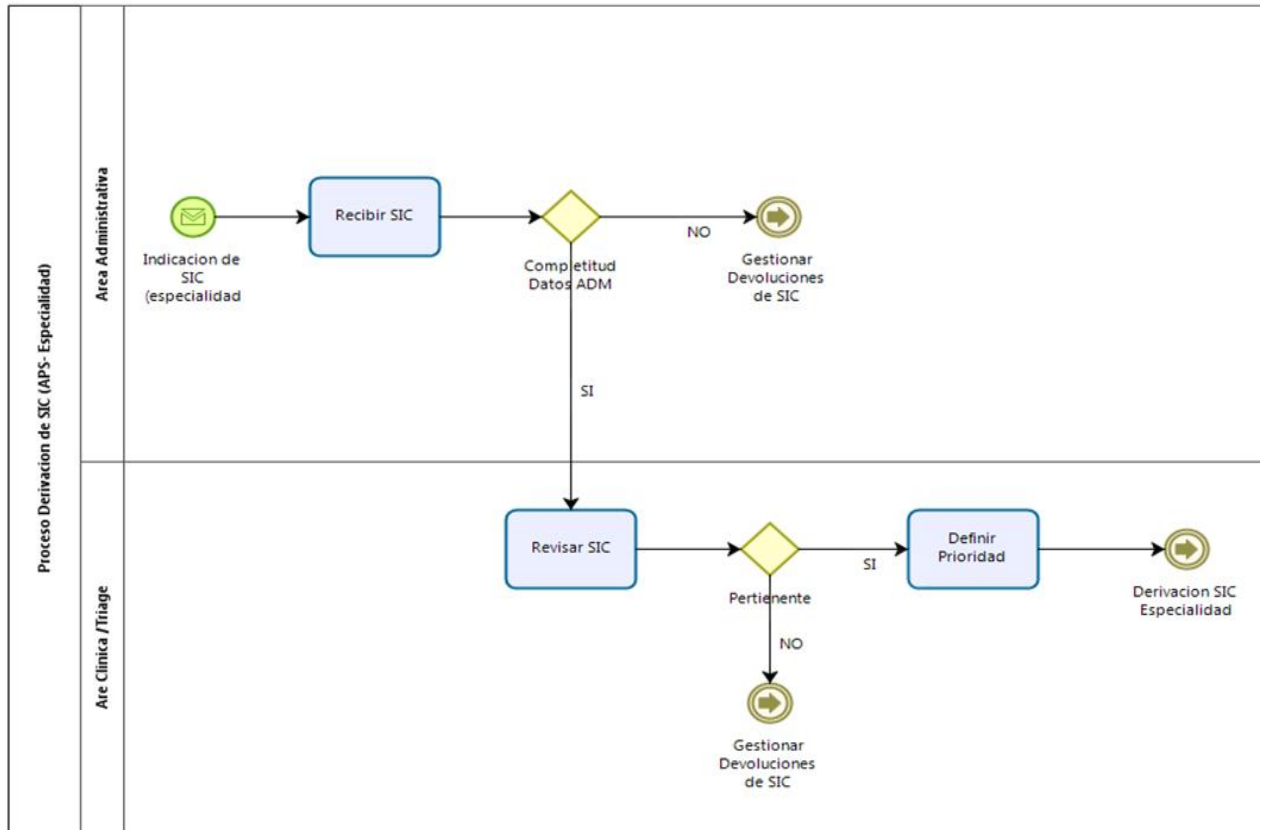 Proceso Derivacion de SIC (APS- Especialidad)
Area Administrativa
Indicacion de
SIC
(especialidad
Recibir SIC
Completitud
Datos ADM
NO
Gestionar
Devoluciones
de SIC
SI
Are Clinica /Triage
Revisar SIC
Pertienente
SI
Definir
Prioridad
Derivacion SIC
Especialidad
NO
Gestionar
Devoluciones
de SIC